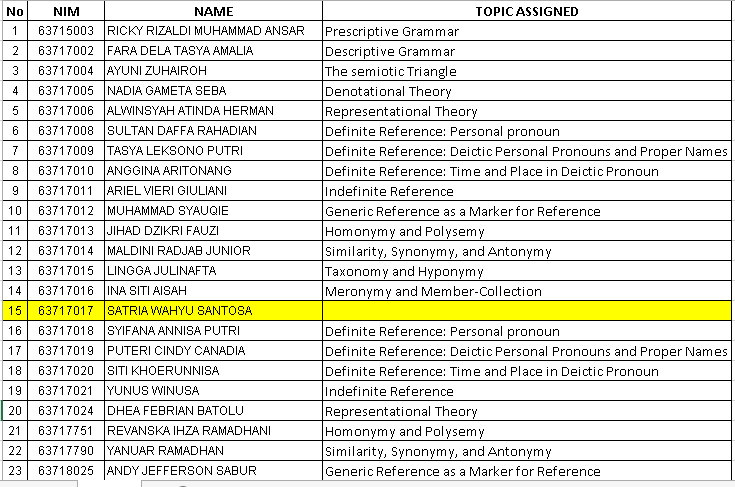 No NIM NAME TOPIC ASSIGNED
1 63715003 RICKY RIZALDI MUHAMMAD ANSAR Prescriptive Grammar
2 63717002 FARA DELA TASYA AMALIA Descriptive Grammar
3 63717004 AYUNI ZUHAIROH The semiotic Triangle
4 63717005 NADIA GAMETA SEBA Denotational Theory
5 63717006 ALWINSYAH ATINDA HERMAN Representational Theory
6 63717008 SULTAN DAFFA RAHADIAN Definite Reference: Personal pronoun
7 63717009 TASYA LEKSONO PUTRI Definite Reference: Deictic Personal Pronouns and Proper Names
8 63717010 ANGGINA ARITONANG Definite Reference: Time and Place in Deictic Pronoun
9 63717011 ARIEL VIERI GIULIANI Indefinite Reference
10 63717012 MUHAMMAD SYAUQIE Generic Reference as a Marker for Reference
11 63717013 JIHAD DZIKRI FAUZI Homonymy and Polysemy
12 63717014 MALDINI RADJAB JUNIOR Similarity, Synonymy, and Antonymy
13 63717015 LINGGA JULINAFTA Taxonomy and Hyponymy
14 63717016 INA SITI AISAH Meronymy and Member-Collection
15 63717017 SATRIA WAHYU SANTOSA
16 63717018 SYIFANA ANNISA PUTRI Definite Reference: Personal pronoun
17 63717019 PUTERI CINDY CANADIA Definite Reference: Deictic Personal Pronouns and Proper Names
18 63717020 SITI KHOERUNNISA Definite Reference: Time and Place in Deictic Pronoun
19 63717021 YUNUS WINUSA Indefinite Reference
20 63717024 DHEA FEBRIAN BATOLU Representational Theory
21 63717751 REVANSKA IHZA RAMADHANI Homonymy and Polysemy
22 63717790 YANUAR RAMADHAN Similarity, Synonymy, and Antonymy
23 63718025 ANDY JEFFERSON SABUR Generic Reference as a Marker for Reference